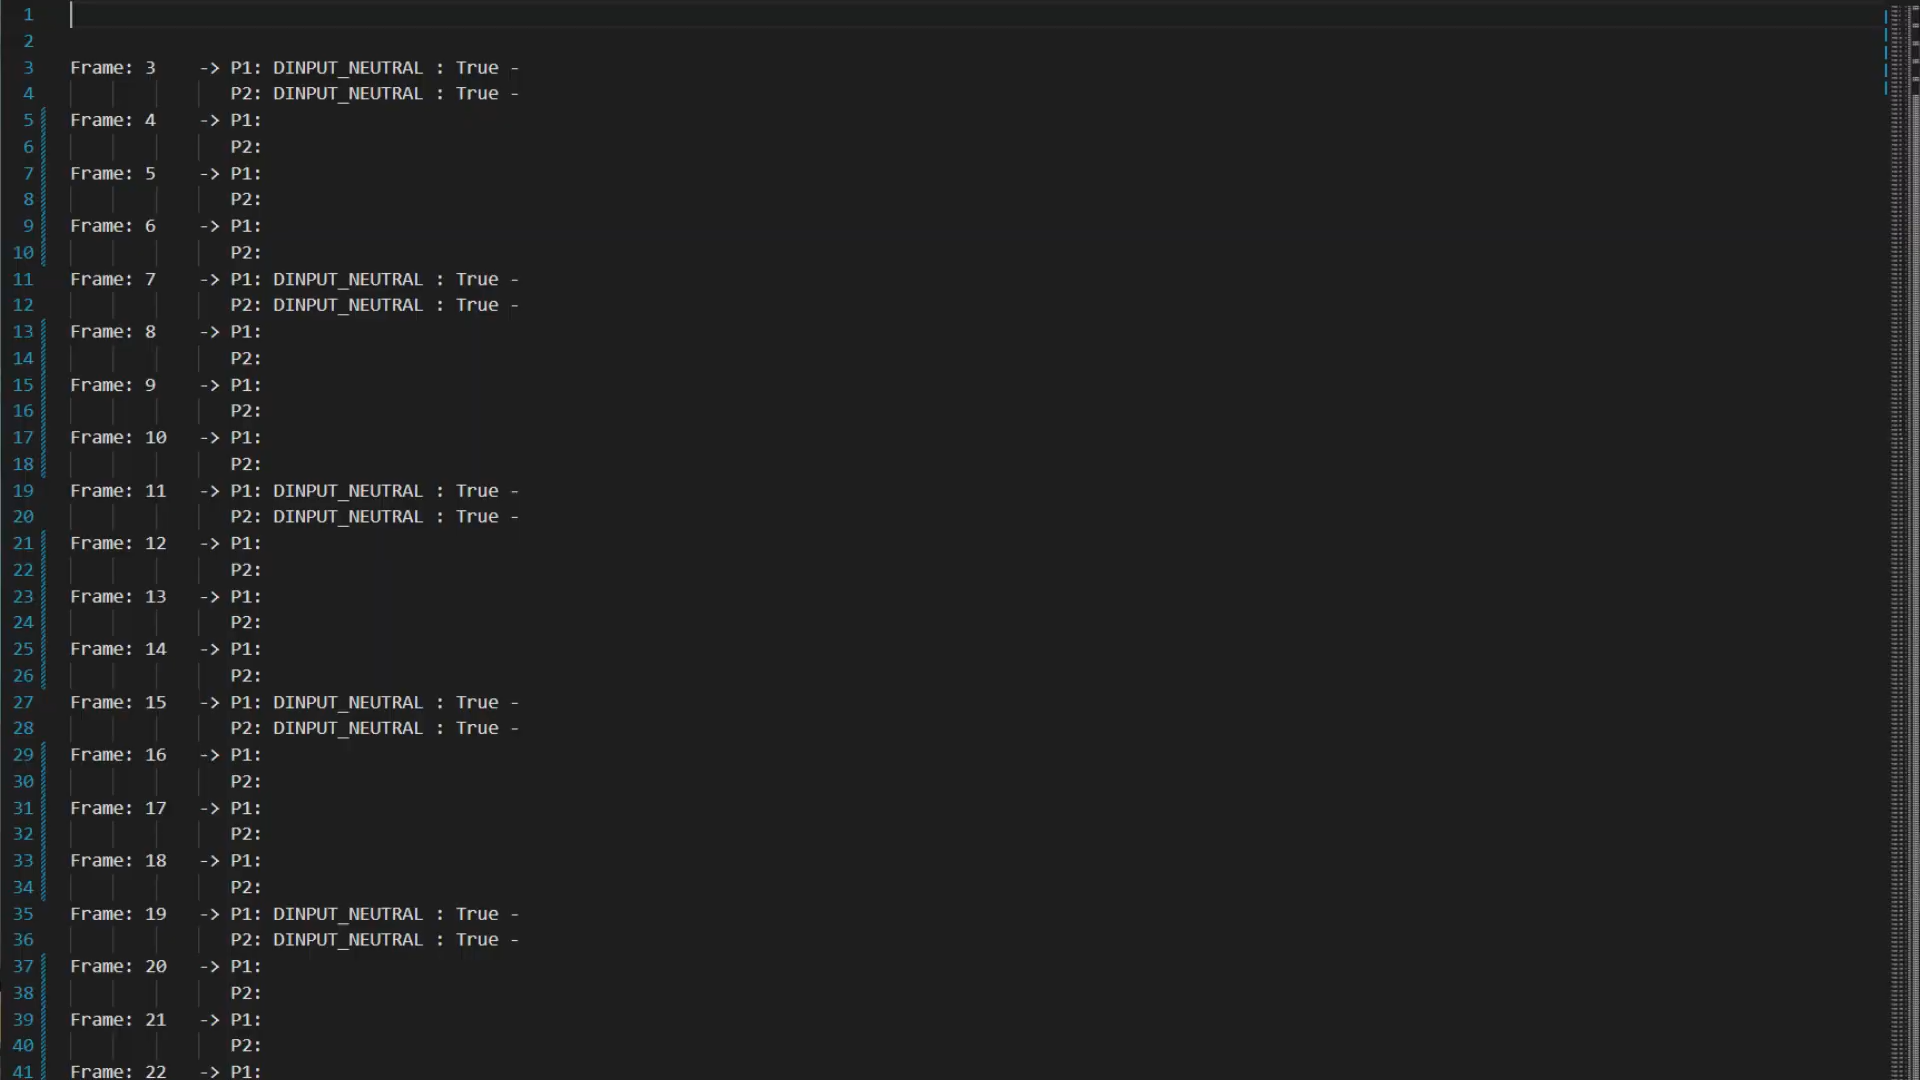 1
2
3 Frame: 3 -> P1: DINPUT_NEUTRAL : True -
4 P2: DINPUT_NEUTRAL : True -
5 Frame: 4 -> P1:
6 P2:
7 Frame: 5 -> P1:
8 P2:
9 Frame: 6 -> P1:
10 P2:
11 Frame: 7 -> P1: DINPUT_NEUTRAL : True -
12 P2: DINPUT_NEUTRAL : True -
13 Frame: 8 -> P1:
14 P2:
15 Frame: 9 -> P1:
16 P2:
17 Frame: 10 -> P1:
18 P2:
19 Frame: 11 -> P1: DINPUT_NEUTRAL : True -
20 P2: DINPUT_NEUTRAL : True -
21 Frame: 12 -> P1:
22 P2:
23 Frame: 13 -> P1:
24 P2:
25 Frame: 14 -> P1:
26 P2:
27 Frame: 15 -> P1: DINPUT_NEUTRAL : True -
28 P2: DINPUT_NEUTRAL : True -
29 Frame: 16 -> P1:
30 P2:
31 Frame: 17 -> P1:
32 P2:
33 Frame: 18 -> P1:
34 P2:
35 Frame: 19 -> P1: DINPUT_NEUTRAL : True -
36 P2: DINPUT_NEUTRAL : True -
37 Frame: 20 -> P1:
38 P2:
39 Frame: 21 -> P1:
40 P2:
41 Frame: 22 -> P1: